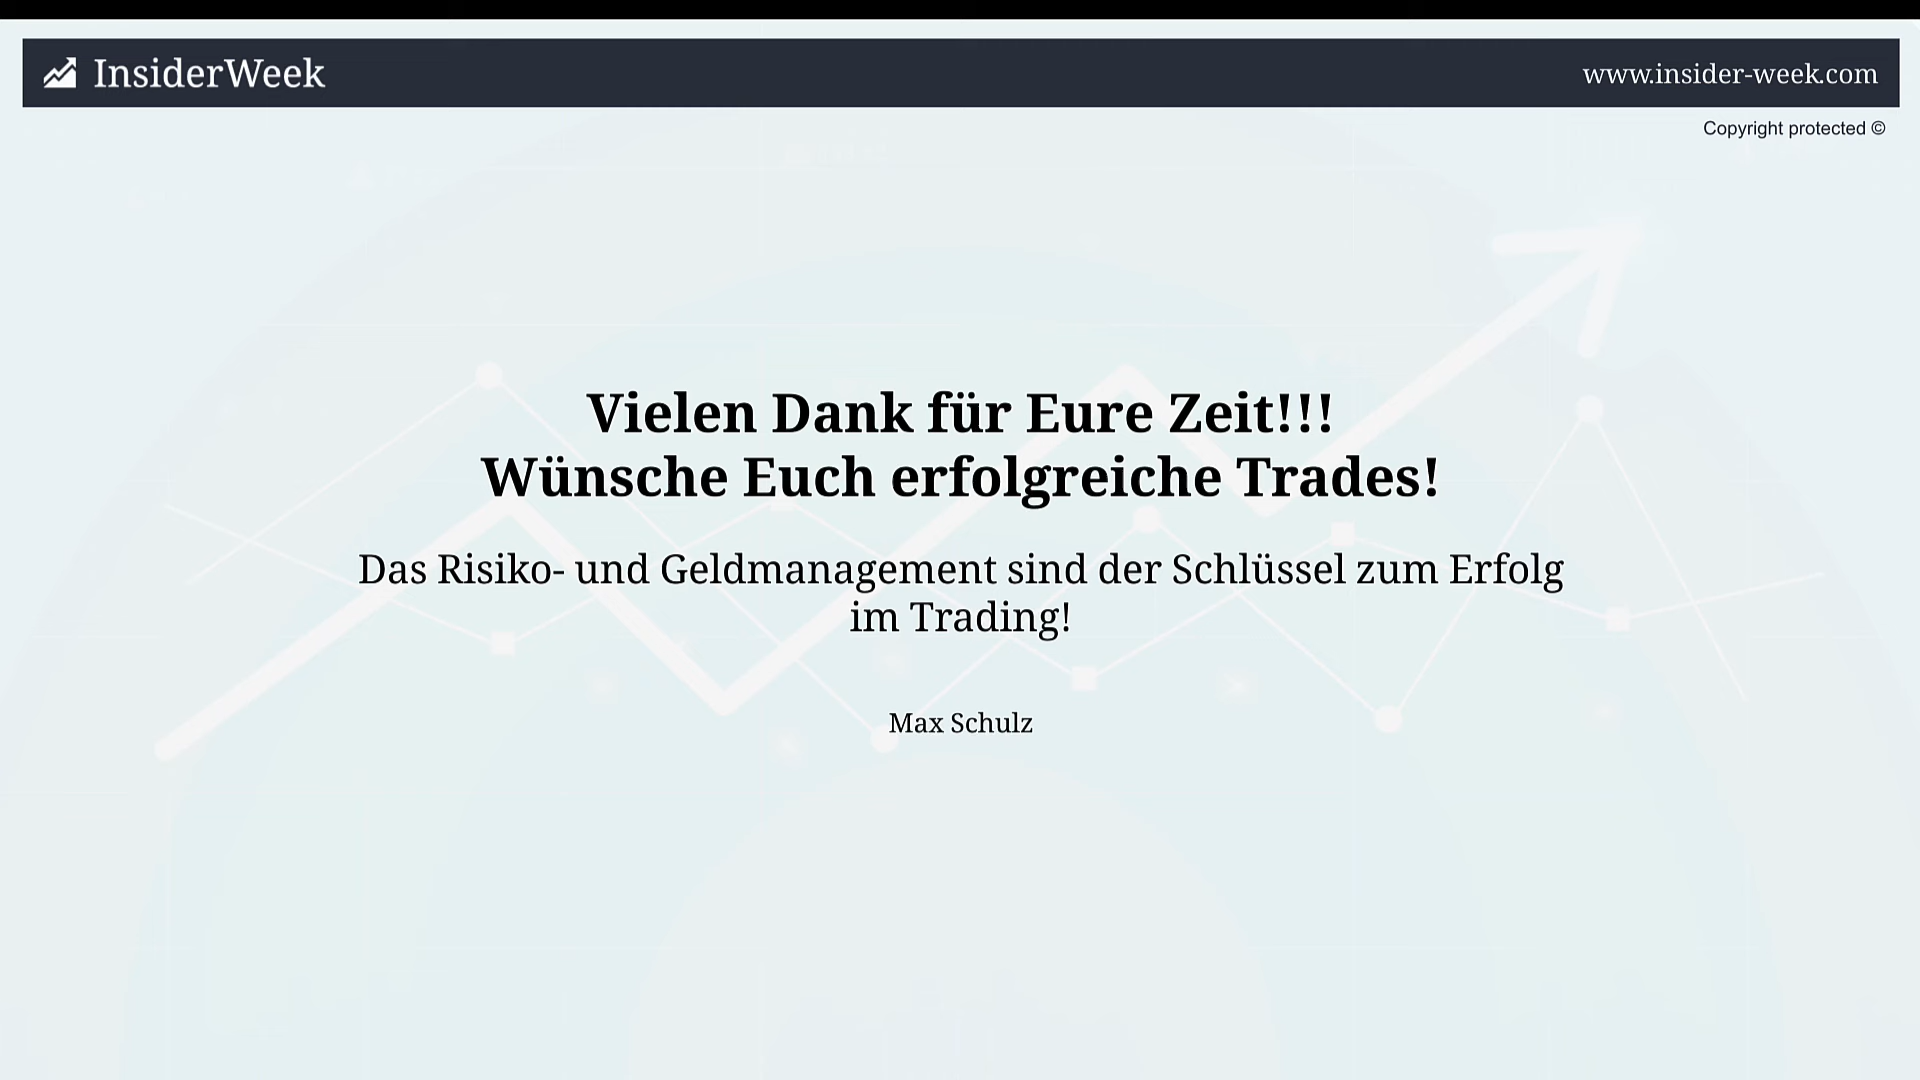 InsiderWeek
www.insider-week.com
Copyright protected ©
Vielen Dank für Eure Zeit!!!
Wünsche Euch erfolgreiche Trades!
Das Risiko- und Geldmanagement sind der Schlüssel zum Erfolg
im Trading!
Max Schulz